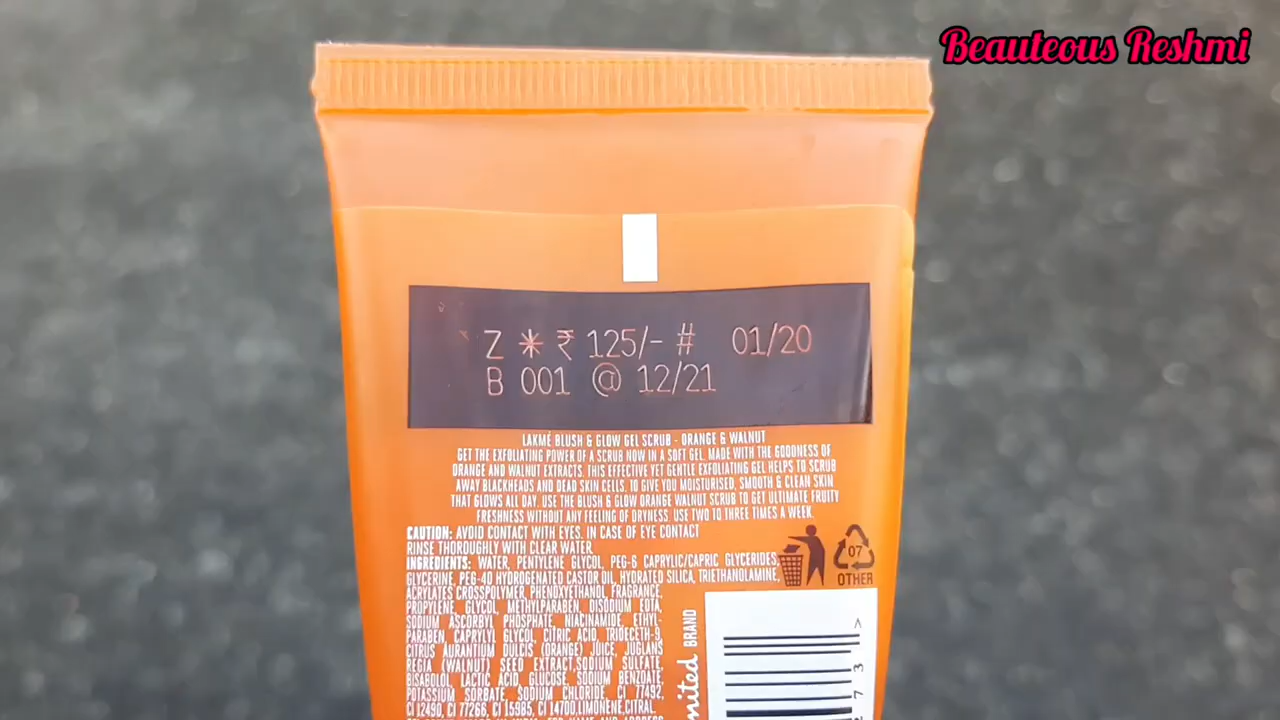 Beauteous Reshmi
Z * ₹ 125/- # 01/20
B 001 @ 12/21
LAKMÉ BLUSH & GLOW GEL SCRUB - ORANGE & WALNUT
GET THE EXFOLIATING POWER OF A SCRUB NOW IN A SOFT GEL. MADE WITH THE GOODNESS OF
ORANGE AND WALNUT EXTRACTS. THIS EFFECTIVE YET GENTLE EXFOLIATING GEL HELPS TO SCRUB
AWAY BLACKHEADS AND DEAD SKIN CELLS. TO GIVE YOU MOISTURISED, SMOOTH & CLEAN SKIN
THAT GLOWS ALL DAY. USE THE BLUSH & GLOW ORANGE WALNUT SCRUB TO GET ULTIMATE FRUITY
FRESHNESS WITHOUT ANY FEELING OF DRYNESS. USE TWO TO THREE TIMES A WEEK.
CAUTION: AVOID CONTACT WITH EYES. IN CASE OF EYE CONTACT
RINSE THOROUGHLY WITH CLEAR WATER.
INGREDIENTS: WATER, PENTYLENE GLYCOL, PEG-6 CAPRYLIC/CAPRIC GLYCERIDES,
GLYCERINE, PEG-40 HYDROGENATED CASTOR OIL, HYDRATED SILICA, TRIETHANOLAMINE,
ACRYLATES CROSSPOLYMER, PHENOXYETHANOL, FRAGRANCE,
PROPYLENE GLYCOL, METHYLPARABEN, DISODIUM EDTA,
SODIUM ASCORBYL PHOSPHATE, NIACINAMIDE, ETHYL-
PARABEN, CAPRYLYL GLYCOL, CITRIC ACID, TRIDECETH-9,
CITRUS AURANTIUM DULCIS (ORANGE) JUICE, JUGLANS
REGIA (WALNUT) SEED EXTRACT, SODIUM SULFATE,
BISABOLOL, LACTIC ACID, GLUCOSE, SODIUM BENZOATE,
POTASSIUM SORBATE, SODIUM CHLORIDE, CI 77492,
CI 12490, CI 77266, CI 15985, CI 14700, LIMONENE, CITRAL.
07
OTHER
nited BRAND
2 7 3 >